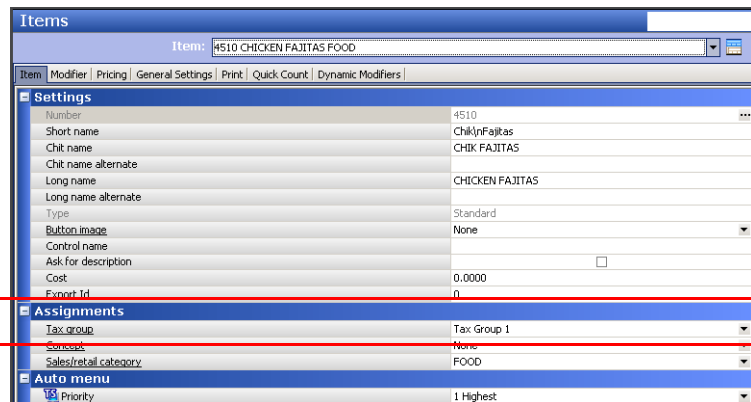 Items
Item: 4510 CHICKEN FAJITAS FOOD
Item Modifier Pricing General Settings Print Quick Count Dynamic Modifiers
Settings
Number 4510 ...
Short name Chik\nFajitas
Chit name CHIK FAJITAS
Chit name alternate
Long name CHICKEN FAJITAS
Long name alternate
Type Standard
Button image None
Control name
Ask for description
Cost 0.0000
Export Id 0
Assignments
Tax group Tax Group 1
Concept None
Sales/retail category FOOD
Auto menu
Priority 1 Highest